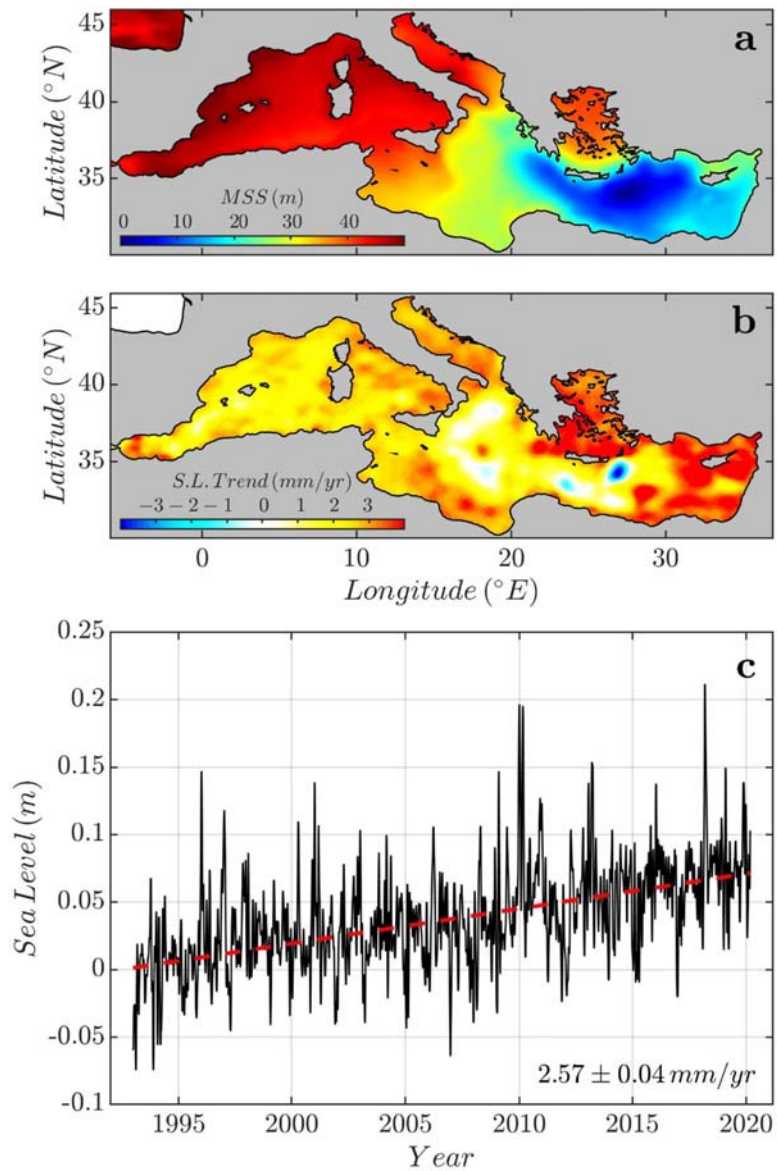 a
45
40
35
Latitude (°N)
MSS (m)
0 10 20 30 40
b
45
40
35
Latitude (°N)
S.L. Trend (mm/yr)
−3 −2 −1 0 1 2 3
0 10 20 30
Longitude (°E)
c
0.25
0.2
0.15
0.1
0.05
0
-0.05
-0.1
Sea Level (m)
2.57 ± 0.04 mm/yr
1995 2000 2005 2010 2015 2020
Year